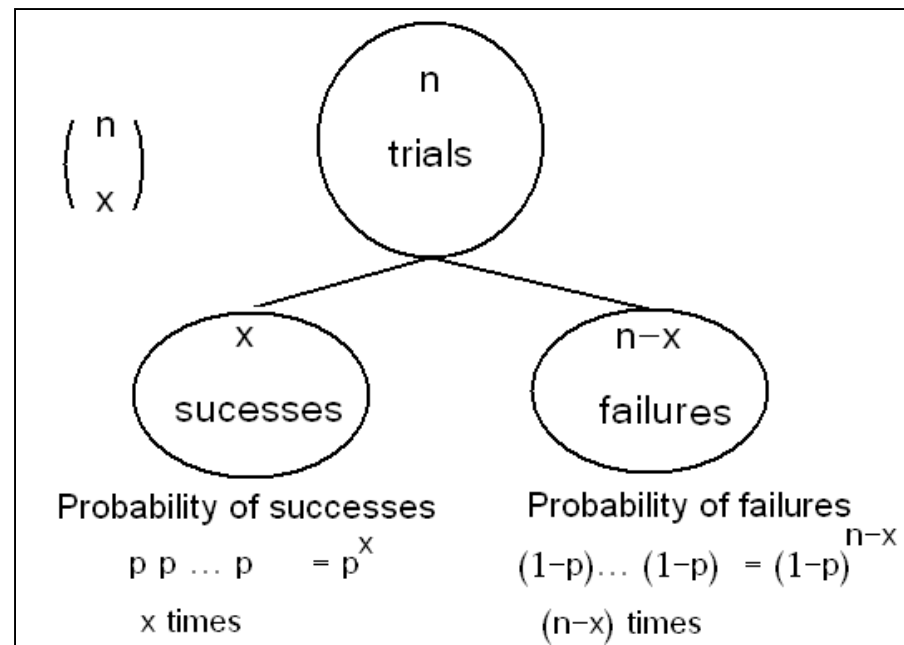 n
trials
( n
x )
x
sucesses
n−x
failures
Probability of successes
p p ... p = p^x
x times
Probability of failures
(1−p)... (1−p) = (1−p)^n−x
(n−x) times